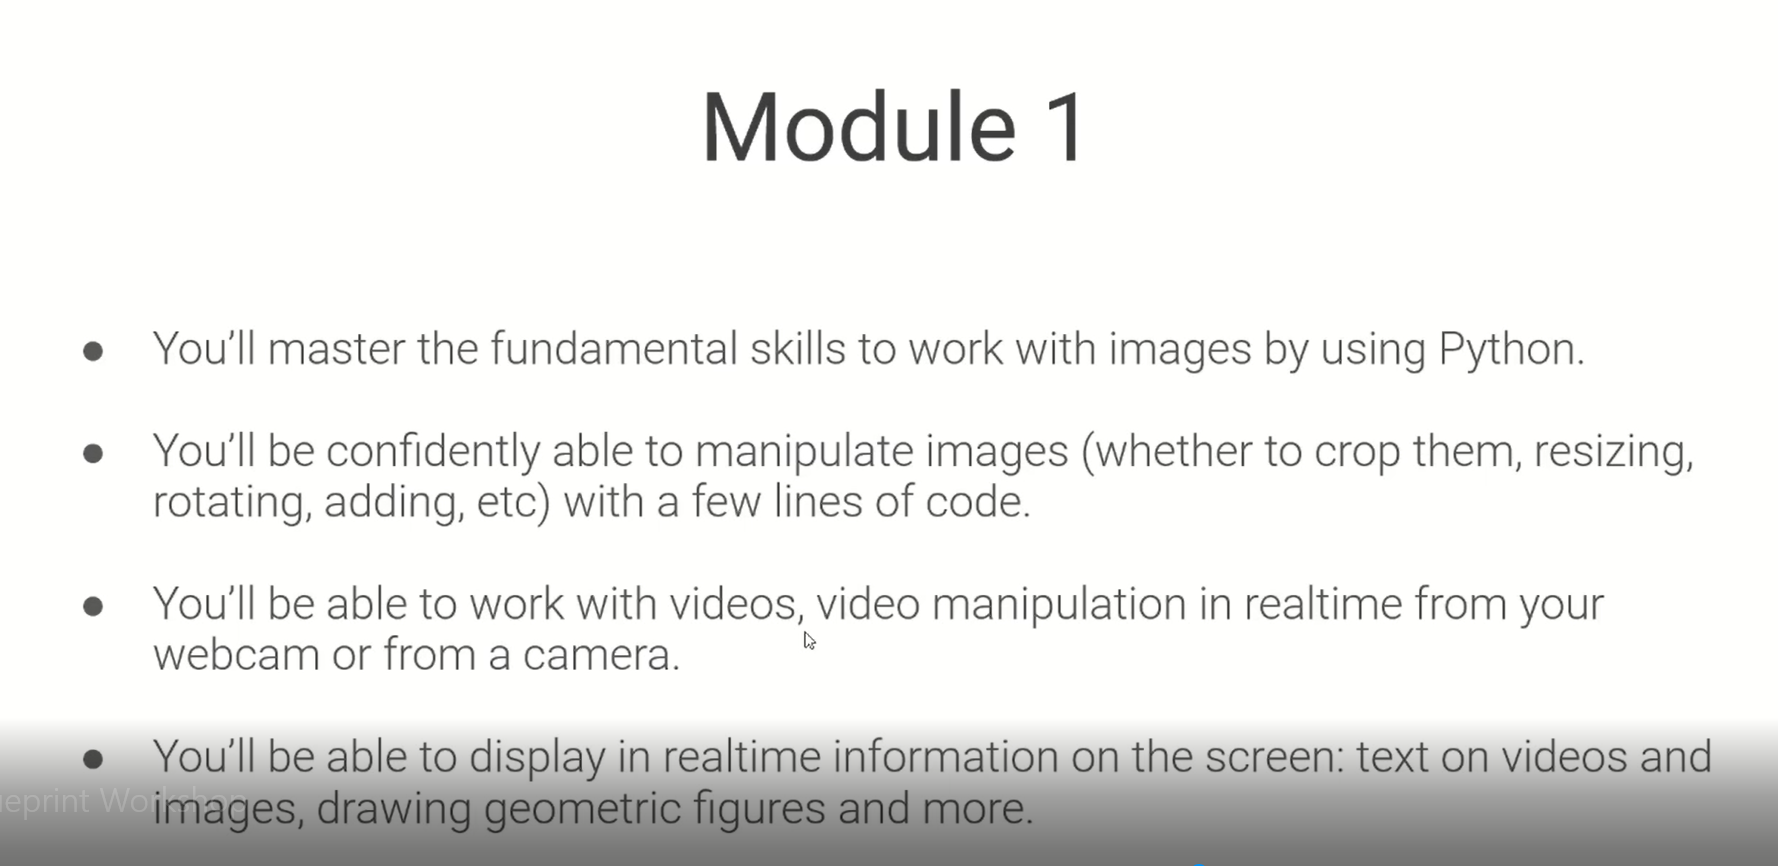 Module 1
● You'll master the fundamental skills to work with images by using Python.
● You'll be confidently able to manipulate images (whether to crop them, resizing,
rotating, adding, etc) with a few lines of code.
● You'll be able to work with videos, video manipulation in realtime from your
webcam or from a camera.
● You'll be able to display in realtime information on the screen: text on videos and
images, drawing geometric figures and more.
eprint Workshop